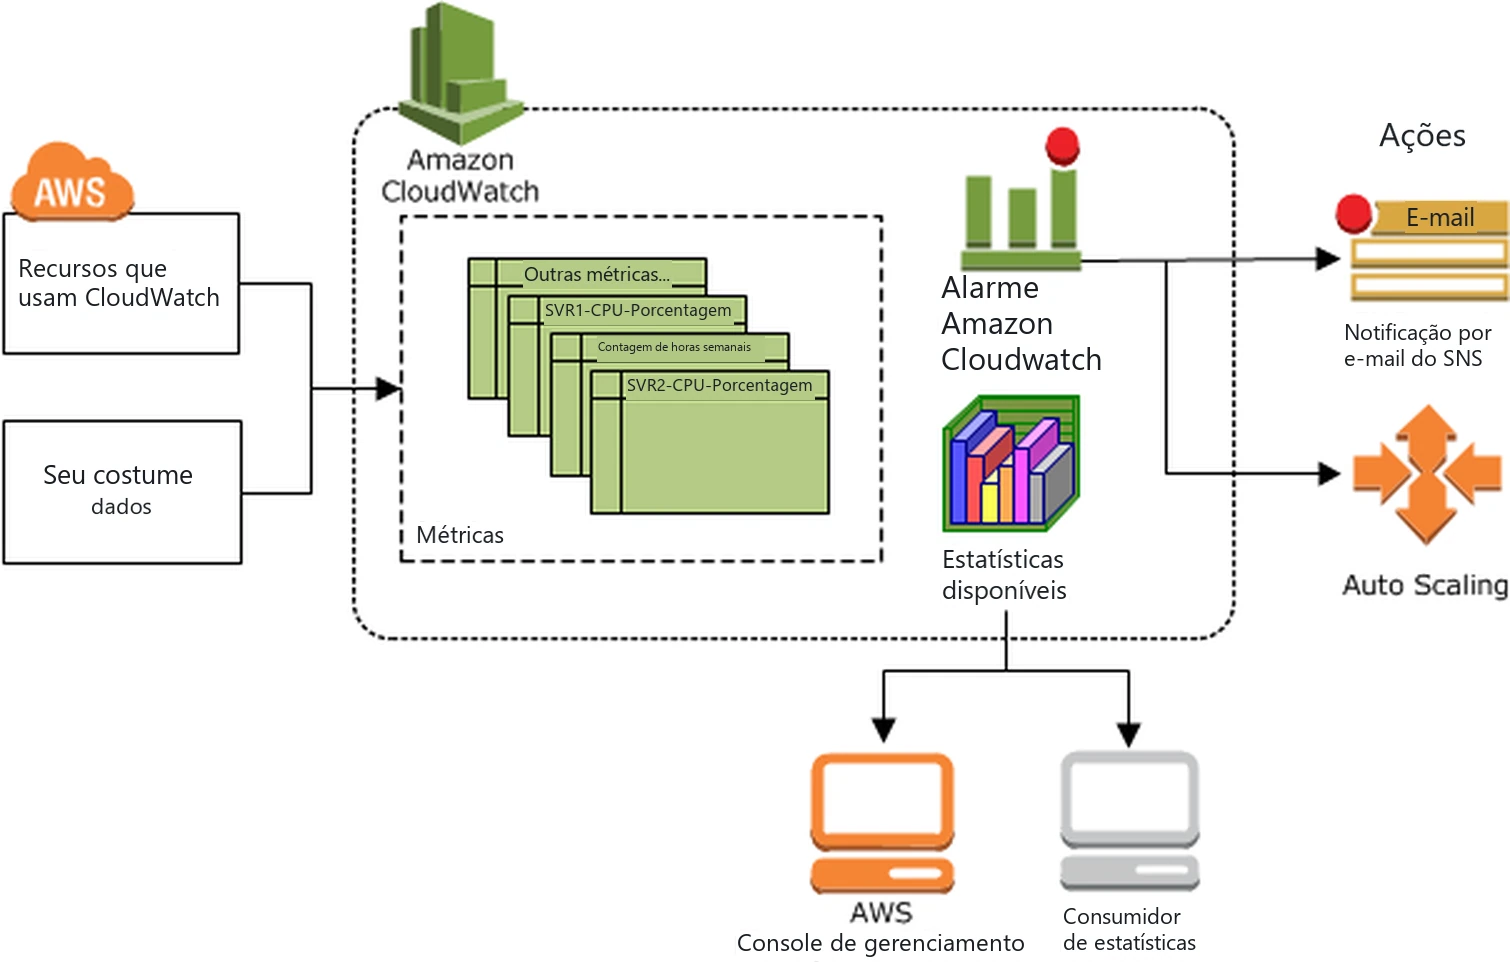 Amazon
CloudWatch
AWS
Recursos que
usam CloudWatch
Seu costume
dados
Outras métricas...
SVR1-CPU-Porcentagem
Contagem de horas semanais
SVR2-CPU-Porcentagem
Métricas
Alarme
Amazon
Cloudwatch
Estatísticas
disponíveis
Ações
E-mail
Notificação por
e-mail do SNS
Auto Scaling
AWS
Console de gerenciamento
Consumidor
de estatísticas